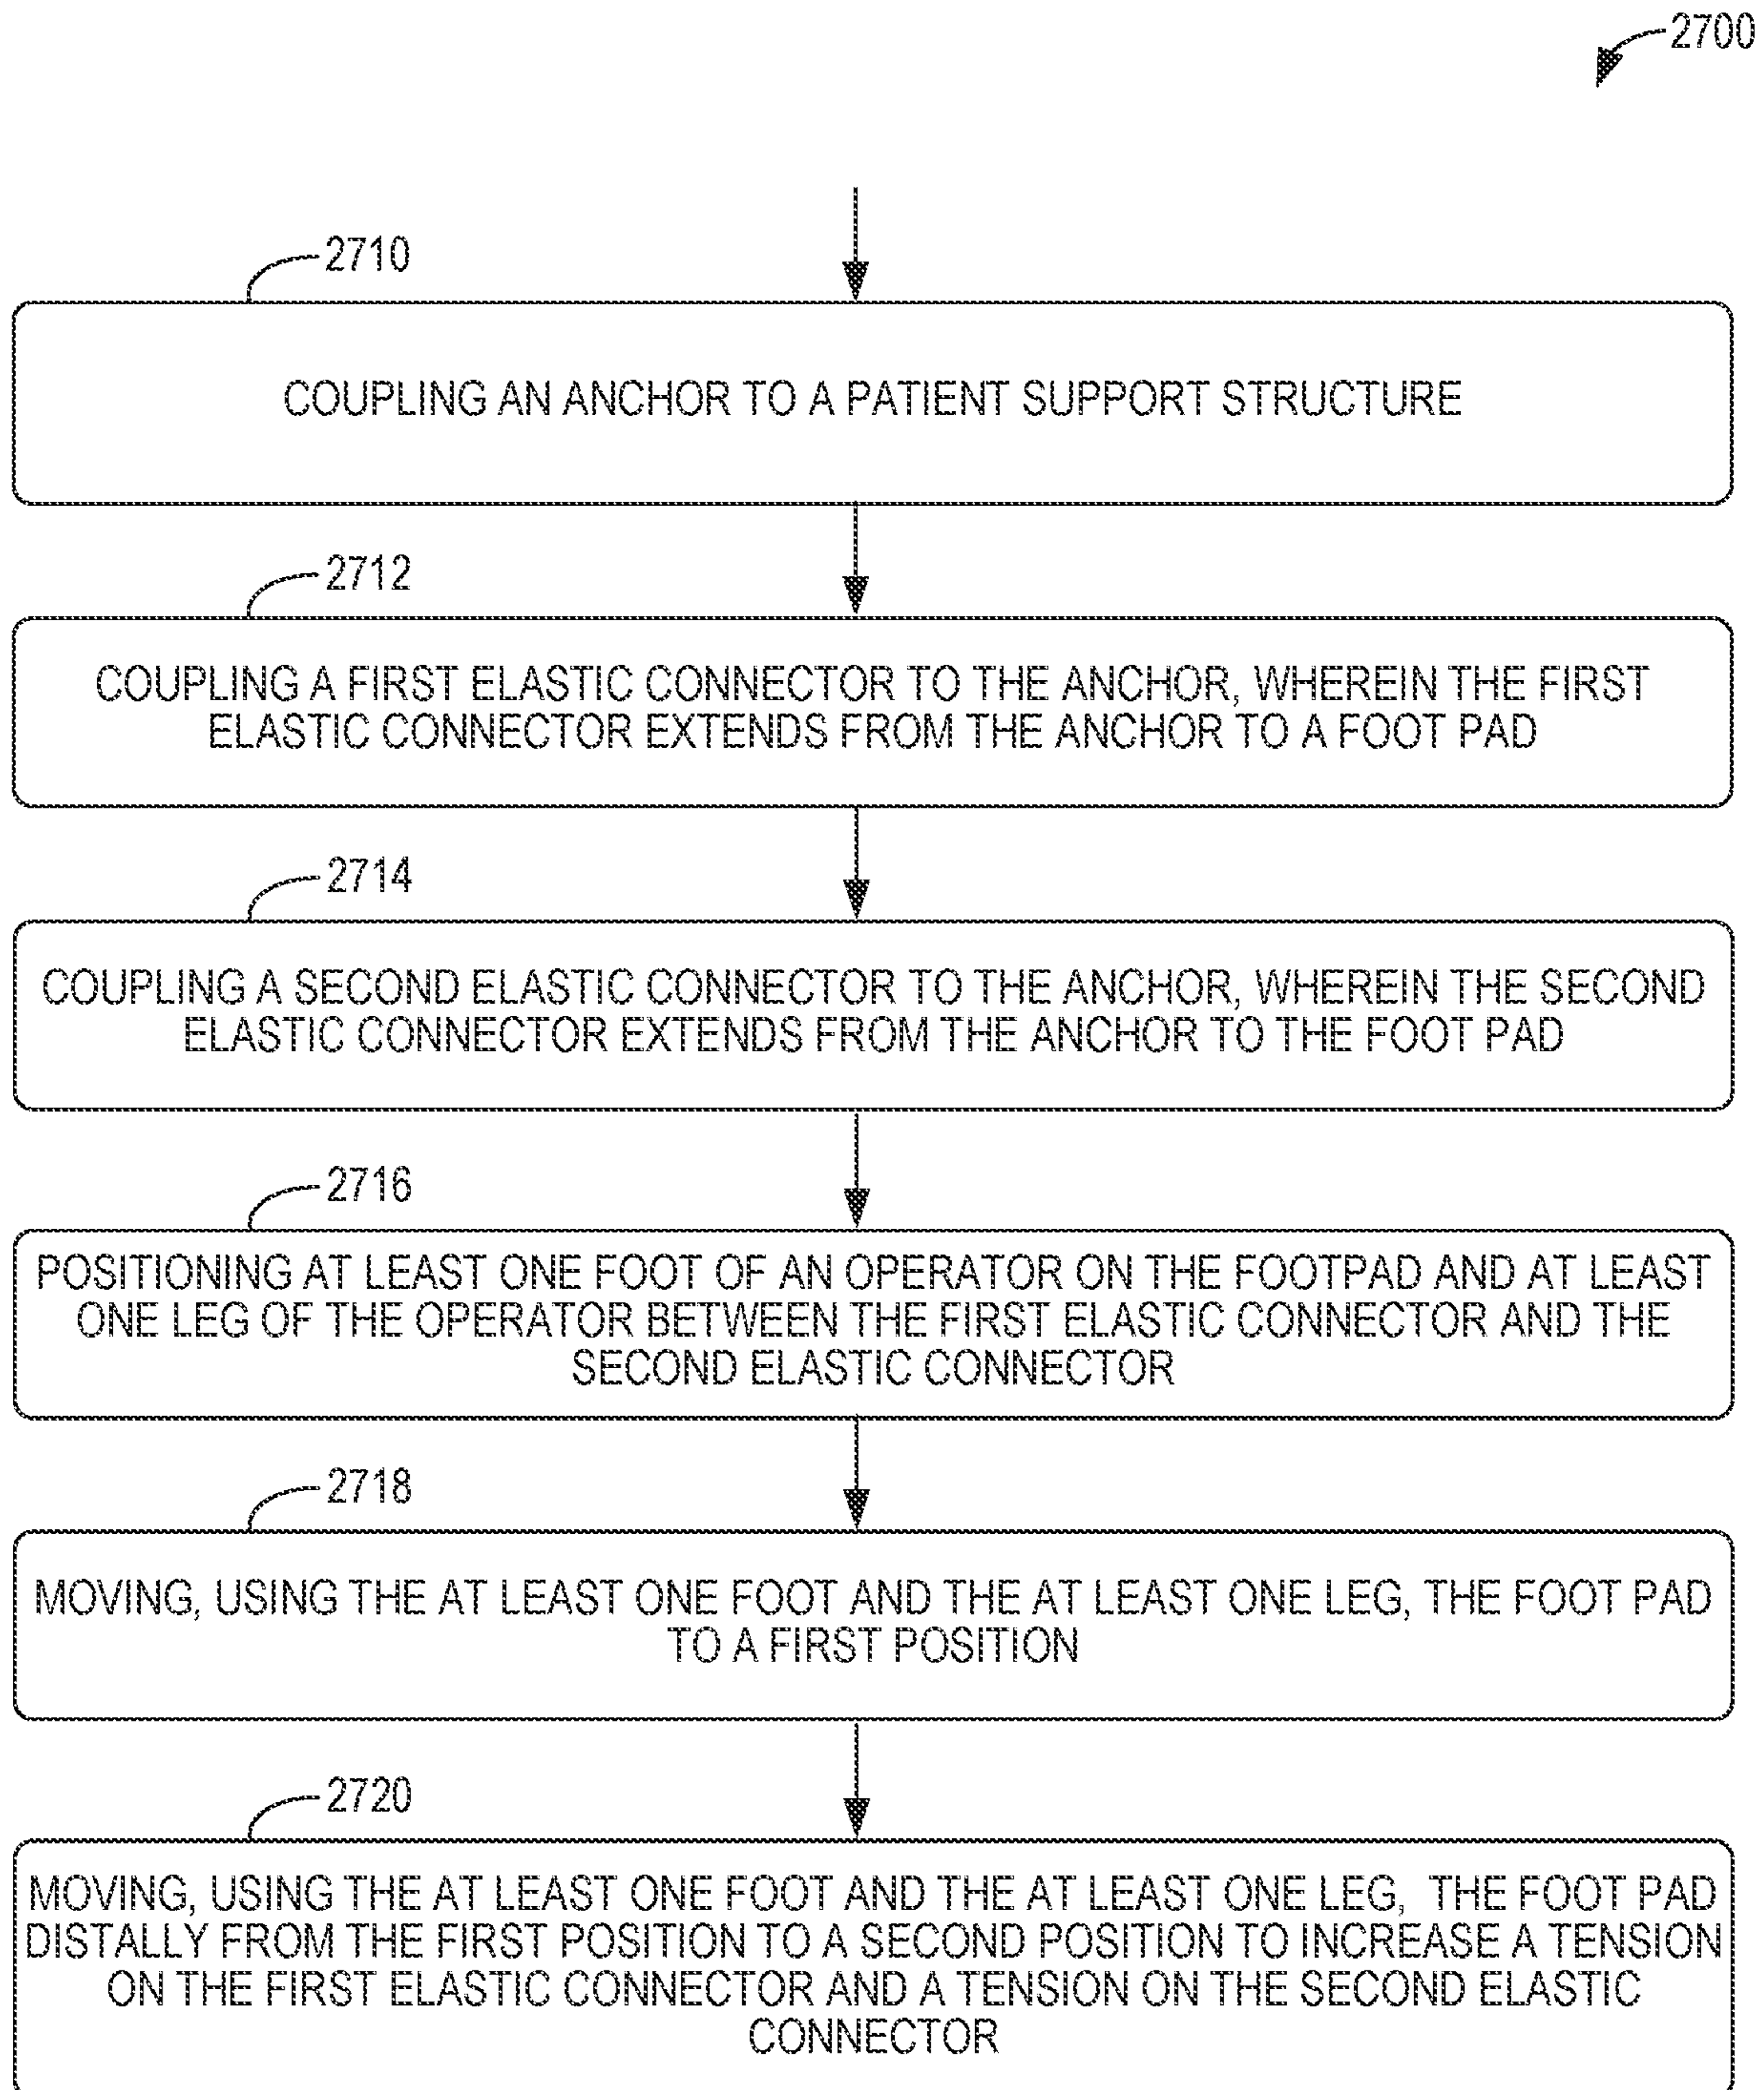 2700
2710
COUPLING AN ANCHOR TO A PATIENT SUPPORT STRUCTURE
2712
COUPLING A FIRST ELASTIC CONNECTOR TO THE ANCHOR, WHEREIN THE FIRST
ELASTIC CONNECTOR EXTENDS FROM THE ANCHOR TO A FOOT PAD
2714
COUPLING A SECOND ELASTIC CONNECTOR TO THE ANCHOR, WHEREIN THE SECOND
ELASTIC CONNECTOR EXTENDS FROM THE ANCHOR TO THE FOOT PAD
2716
POSITIONING AT LEAST ONE FOOT OF AN OPERATOR ON THE FOOTPAD AND AT LEAST
ONE LEG OF THE OPERATOR BETWEEN THE FIRST ELASTIC CONNECTOR AND THE
SECOND ELASTIC CONNECTOR
2718
MOVING, USING THE AT LEAST ONE FOOT AND THE AT LEAST ONE LEG, THE FOOT PAD
TO A FIRST POSITION
2720
MOVING, USING THE AT LEAST ONE FOOT AND THE AT LEAST ONE LEG, THE FOOT PAD
DISTALLY FROM THE FIRST POSITION TO A SECOND POSITION TO INCREASE A TENSION
ON THE FIRST ELASTIC CONNECTOR AND A TENSION ON THE SECOND ELASTIC
CONNECTOR